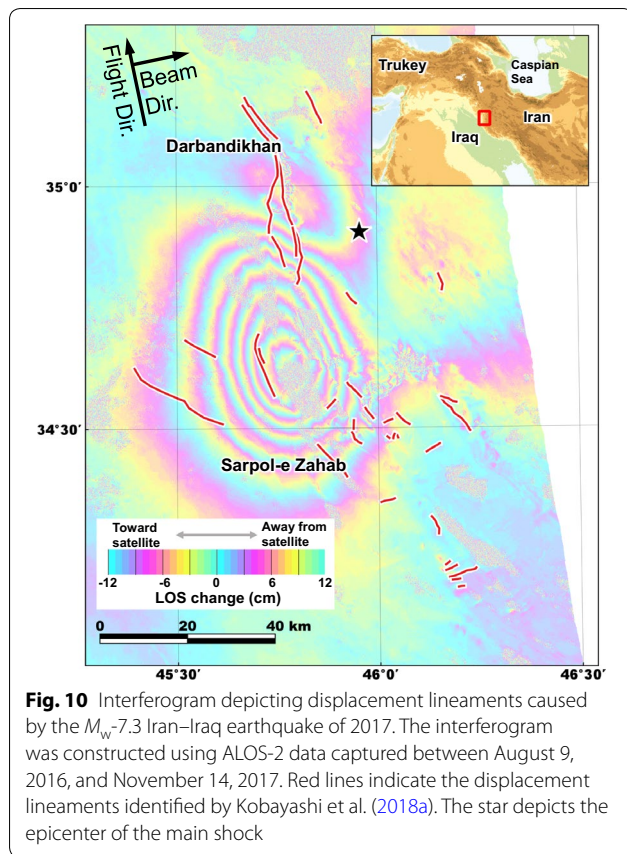 Flight Dir.
Beam
Dir.
Trukey
Caspian
Sea
Iran
Iraq
Darbandikhan
35°0′
34°30′
Sarpol-e Zahab
Toward
satellite
Away from
satellite
-12 -6 0 6 12
LOS change (cm)
0 20 40 km
45°30′ 46°0′ 46°30′
Fig. 10 Interferogram depicting displacement lineaments caused
by the Mw-7.3 Iran–Iraq earthquake of 2017. The interferogram
was constructed using ALOS-2 data captured between August 9,
2016, and November 14, 2017. Red lines indicate the displacement
lineaments identified by Kobayashi et al. (2018a). The star depicts the
epicenter of the main shock